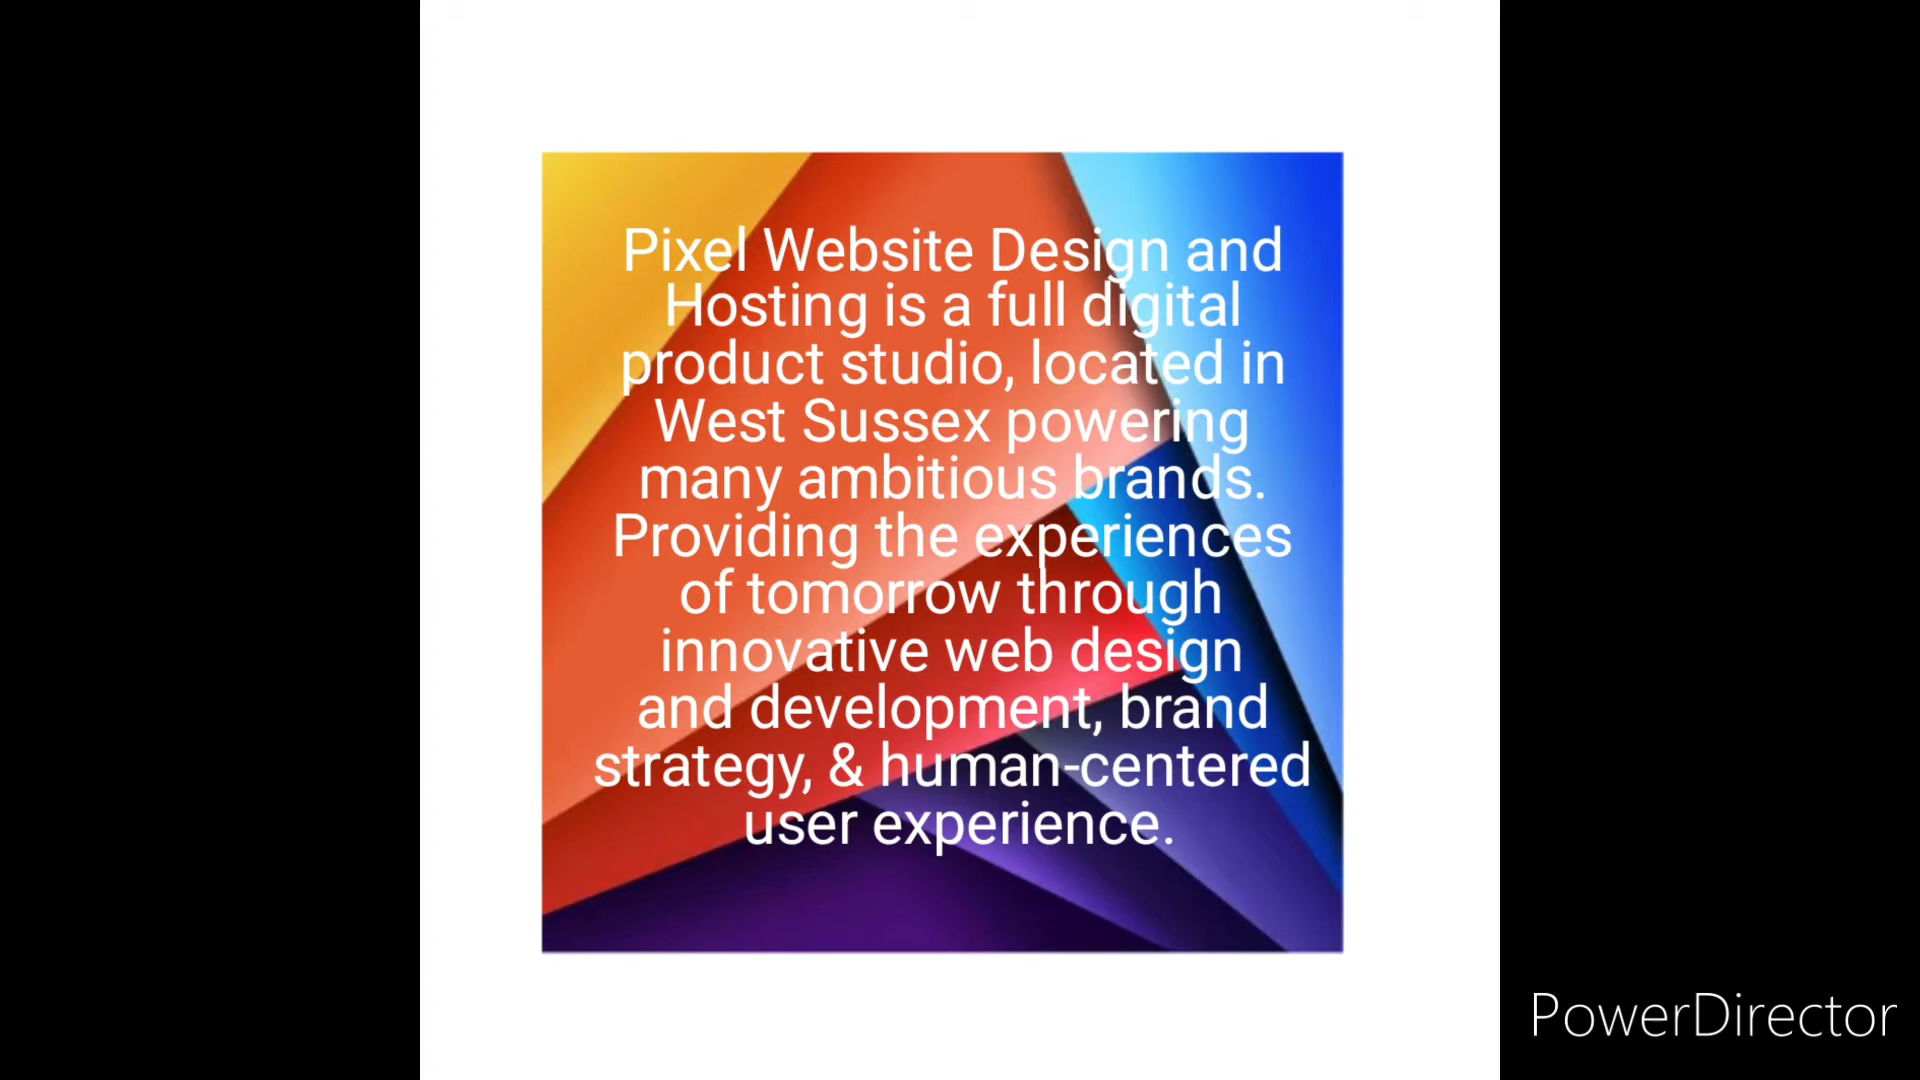 Pixel Website Design and
Hosting is a full digital
product studio, located in
West Sussex powering
many ambitious brands.
Providing the experiences
of tomorrow through
innovative web design
and development, brand
strategy, & human-centered
user experience.
PowerDirector